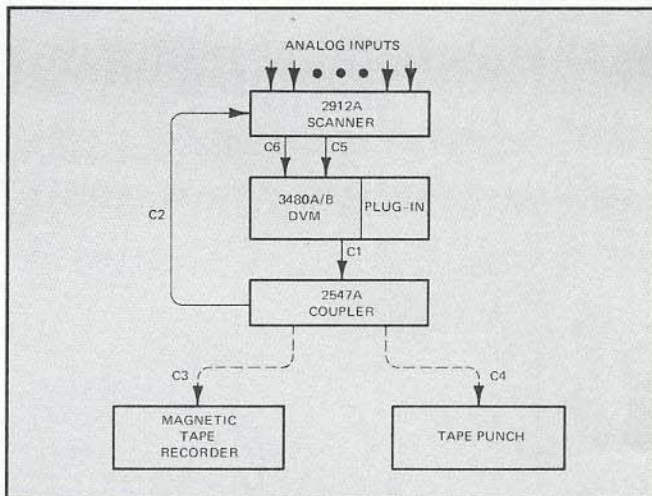 ANALOG INPUTS
2912A
SCANNER
C6
C5
C2
3480A/B
DVM
PLUG-IN
C1
2547A
COUPLER
C3
C4
MAGNETIC
TAPE
RECORDER
TAPE PUNCH